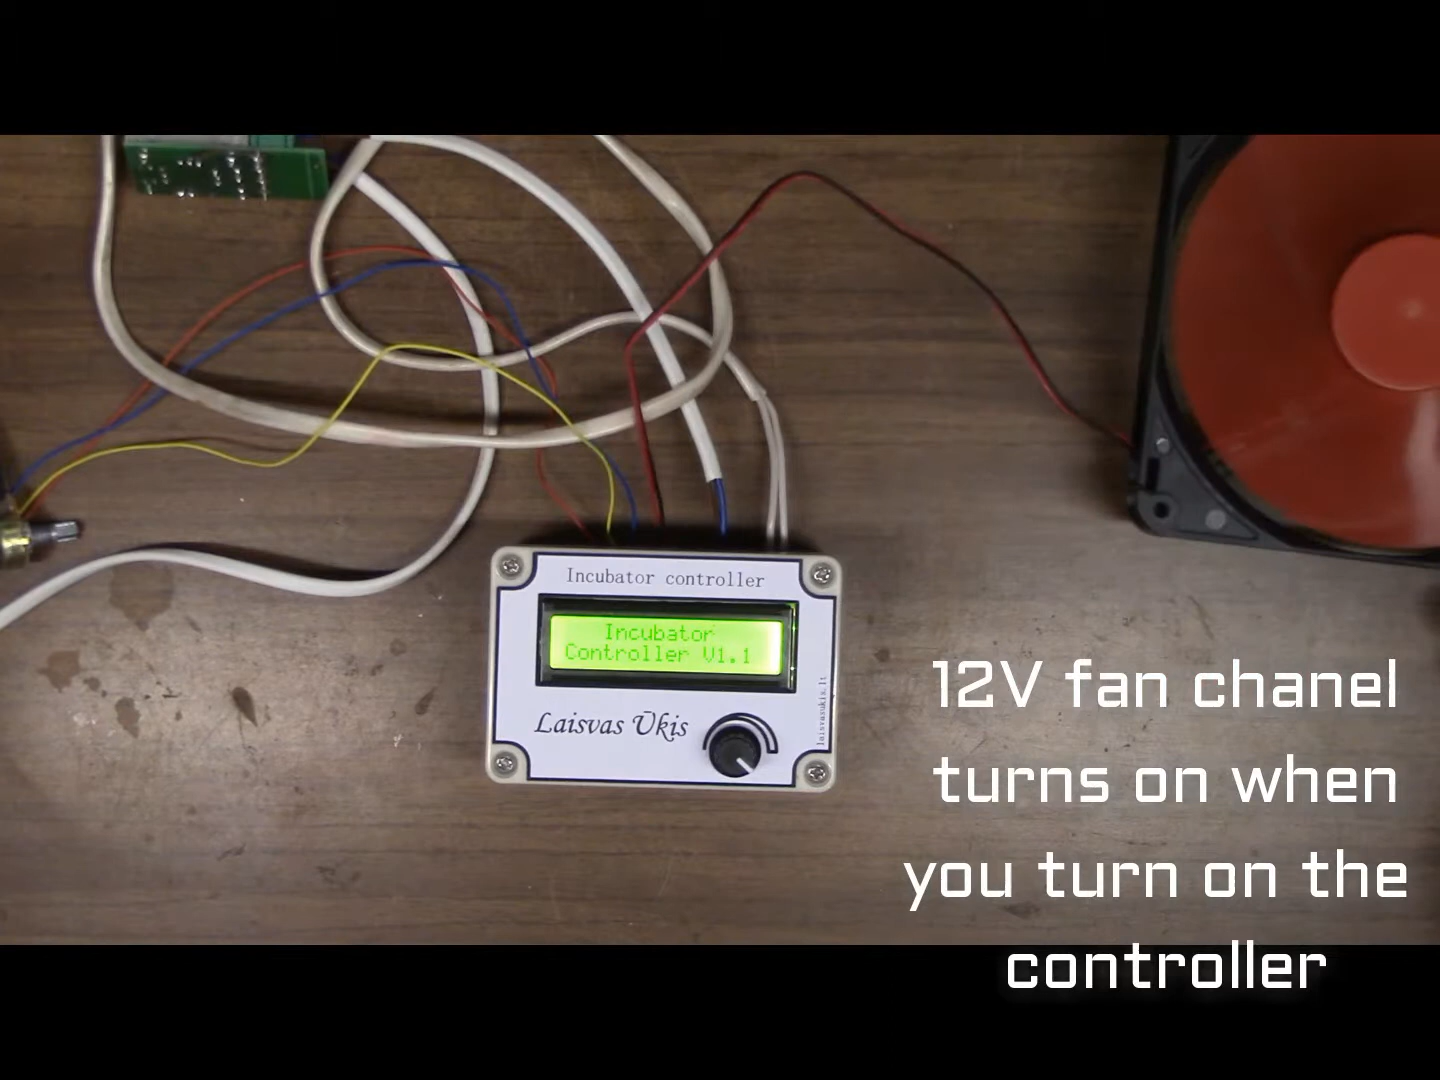 Incubator controller
Incubator
Controller V1.1
Laisvas Ūkis
laisvasukis.lt
12V fan chanel
turns on when
you turn on the
controller